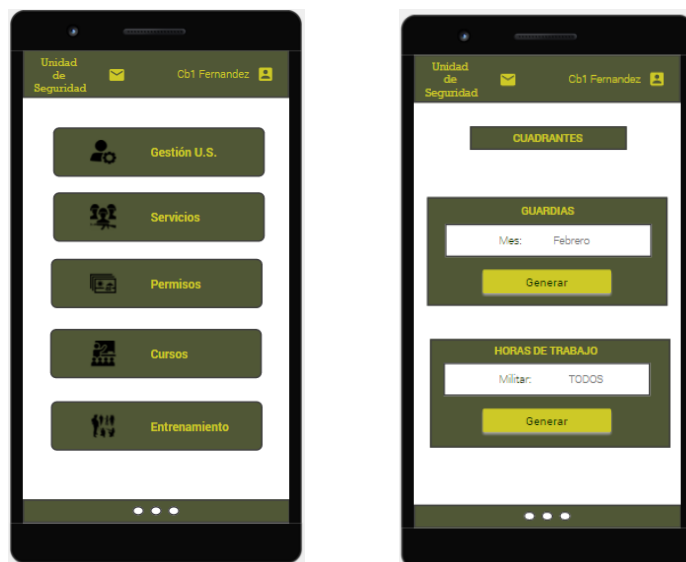 Unidad
de
Seguridad
Cb1 Fernandez
Gestión U.S.
Servicios
Permisos
Cursos
Entrenamiento
Unidad
de
Seguridad
Cb1 Fernandez
CUADRANTES
GUARDIAS
Mes: Febrero
Generar
HORAS DE TRABAJO
Militar: TODOS
Generar